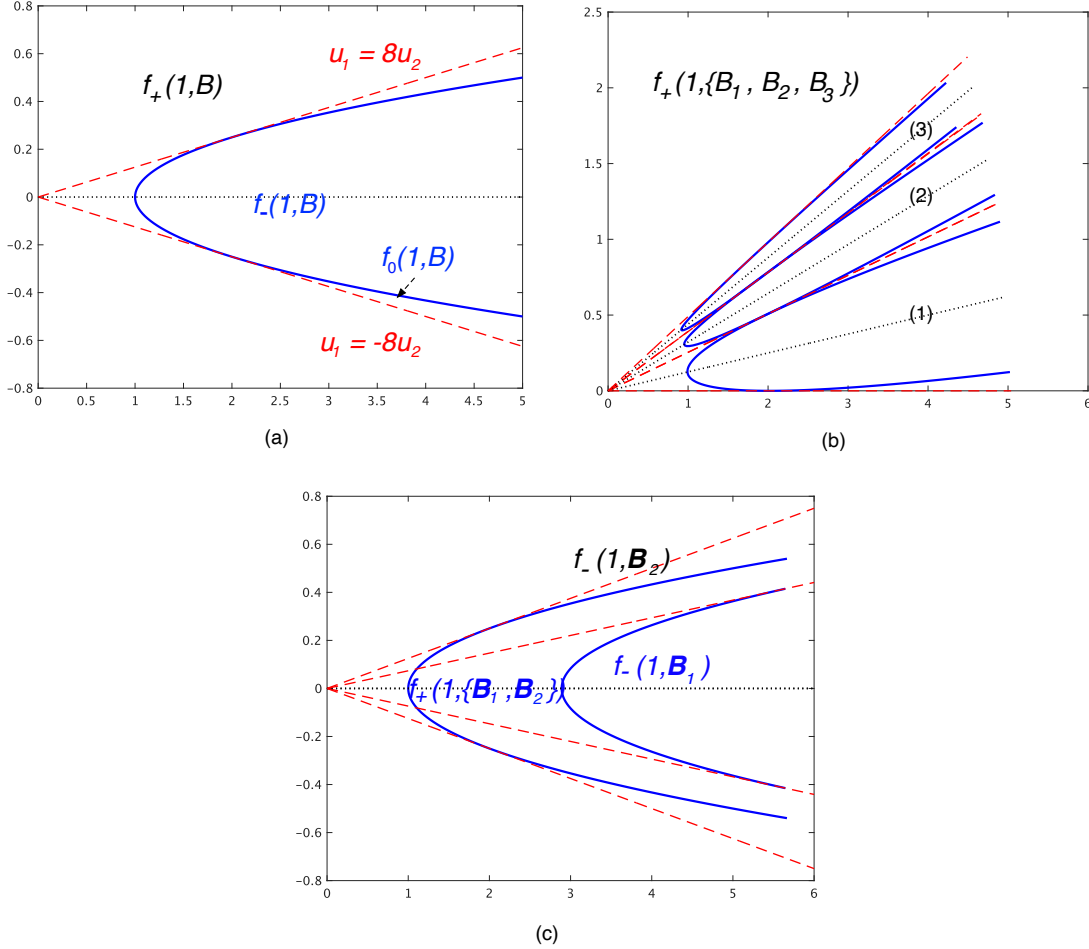 0.8
0.6
0.4
0.2
0
−0.2
−0.4
−0.6
−0.8
0 0.5 1 1.5 2 2.5 3 3.5 4 4.5 5
f+(1,B)
u1 = 8u2
f-(1,B)
f0(1,B)
u1 = -8u2
(a)
2.5
2
1.5
1
0.5
0
0 1 2 3 4 5 6
f+(1,{B1, B2, B3})
(3)
(2)
(1)
(b)
0.8
0.6
0.4
0.2
0
−0.2
−0.4
−0.6
−0.8
0 1 2 3 4 5 6
f-(1,B2)
f-(1,B1)
f+(1,{B1,B2})
(c)